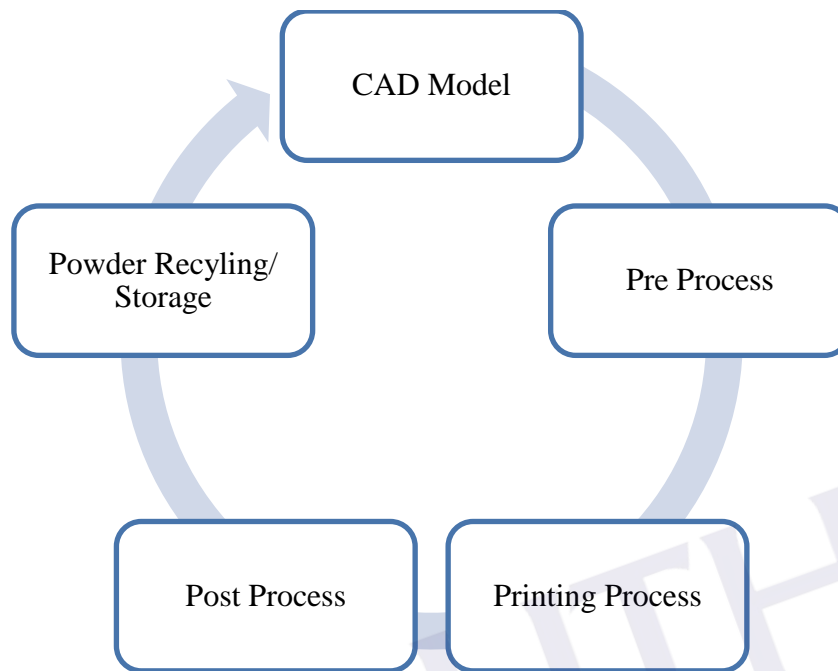 CAD Model
Pre Process
Printing Process
Post Process
Powder Recyling/
Storage